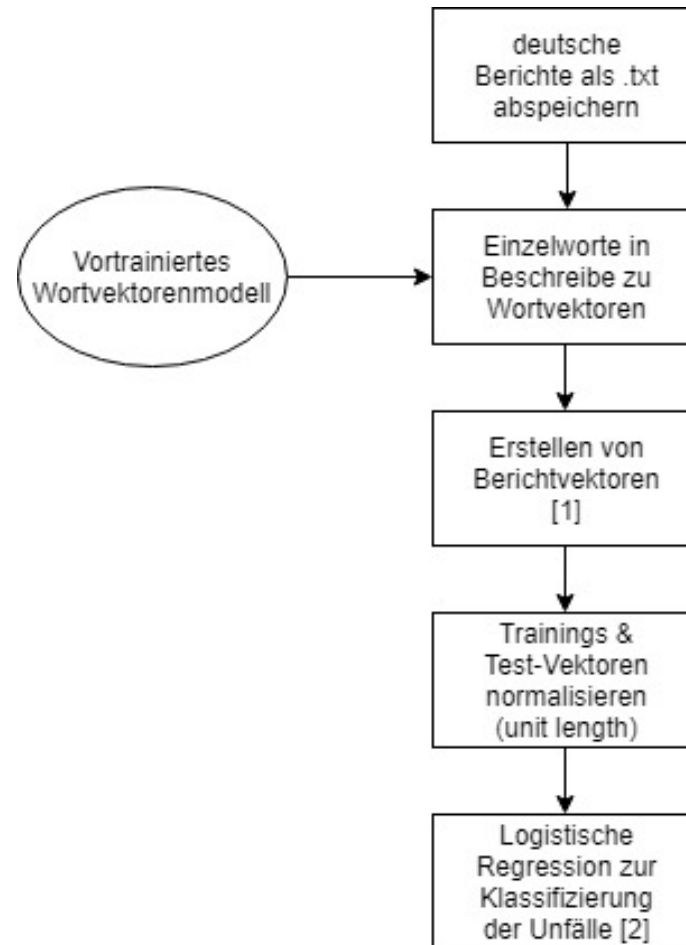 deutsche
Berichte als .txt
abspeichern
Vortrainiertes
Wortvektorenmodell
Einzelworte in
Beschreibe zu
Wortvektoren
Erstellen von
Berichtvektoren
[1]
Trainings &
Test-Vektoren
normalisieren
(unit length)
Logistische
Regression zur
Klassifizierung
der Unfälle [2]